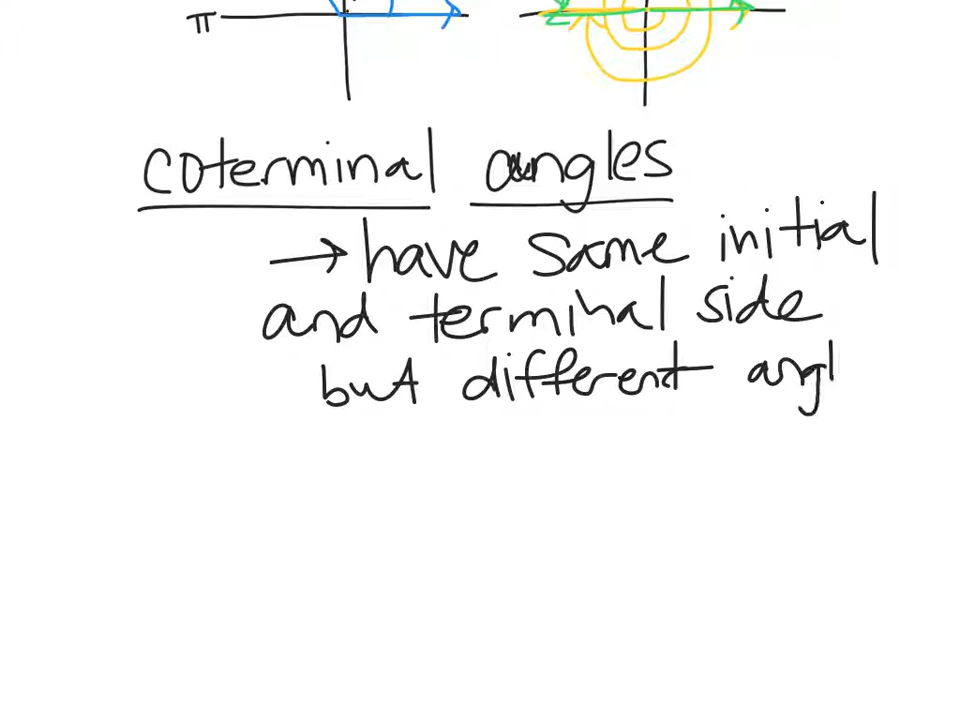 π
coterminal angles
→ have same initial
and terminal side
but different angl